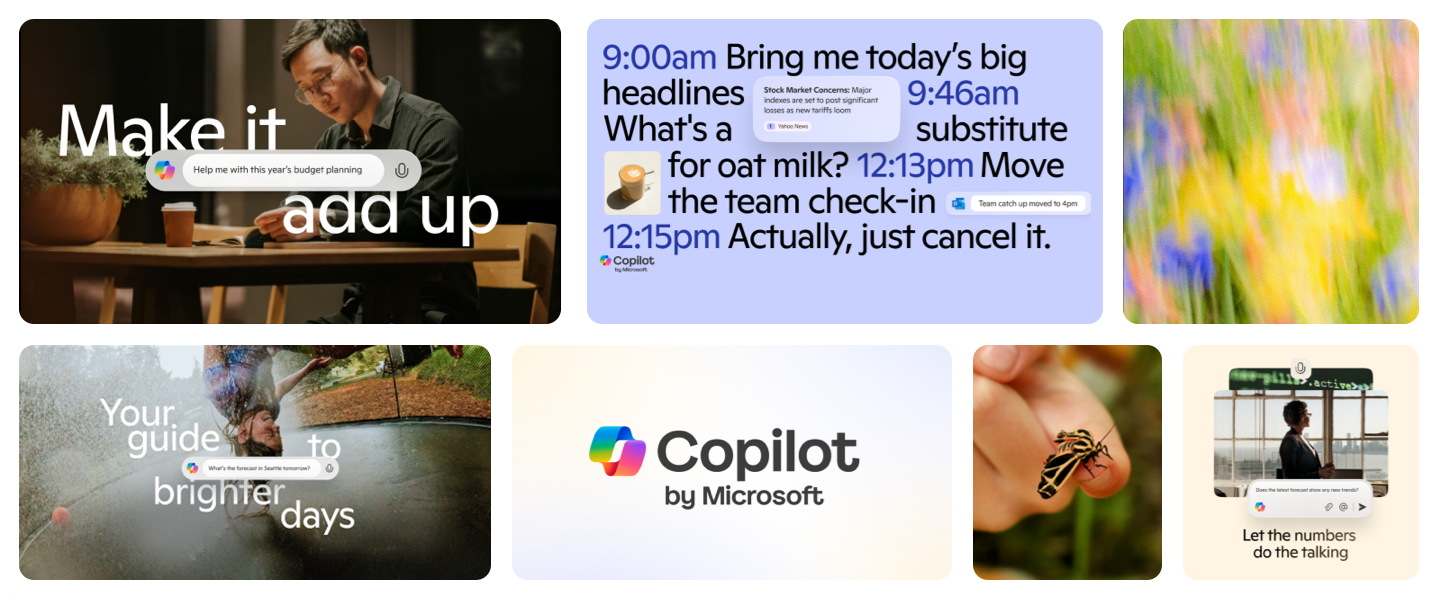 Make it
Help me with this year's budget planning
add up
9:00am Bring me today's big
headlines
Stock Market Concerns: Major
indexes are set to post significant
losses as new tariffs loom
Yahoo News
9:46am
What's a
substitute
for oat milk? 12:13pm Move
the team check-in
Team catch up moved to 4pm
12:15pm Actually, just cancel it.
Copilot
by Microsoft
Your
guide to
What's the forecast in Seattle tomorrow?
brighter
days
Copilot
by Microsoft
.active>
Does the latest forecast show any new trends?
Let the numbers
do the talking